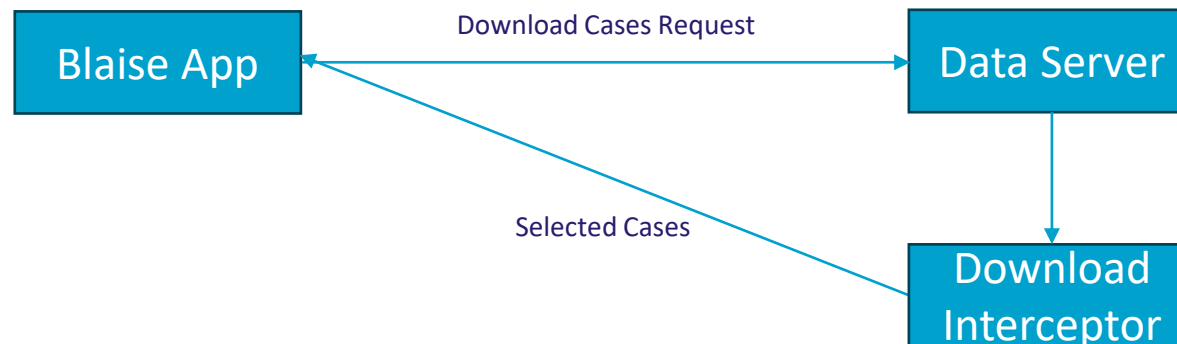 Download Cases Request
Blaise App
Data Server
Selected Cases
Download
Interceptor